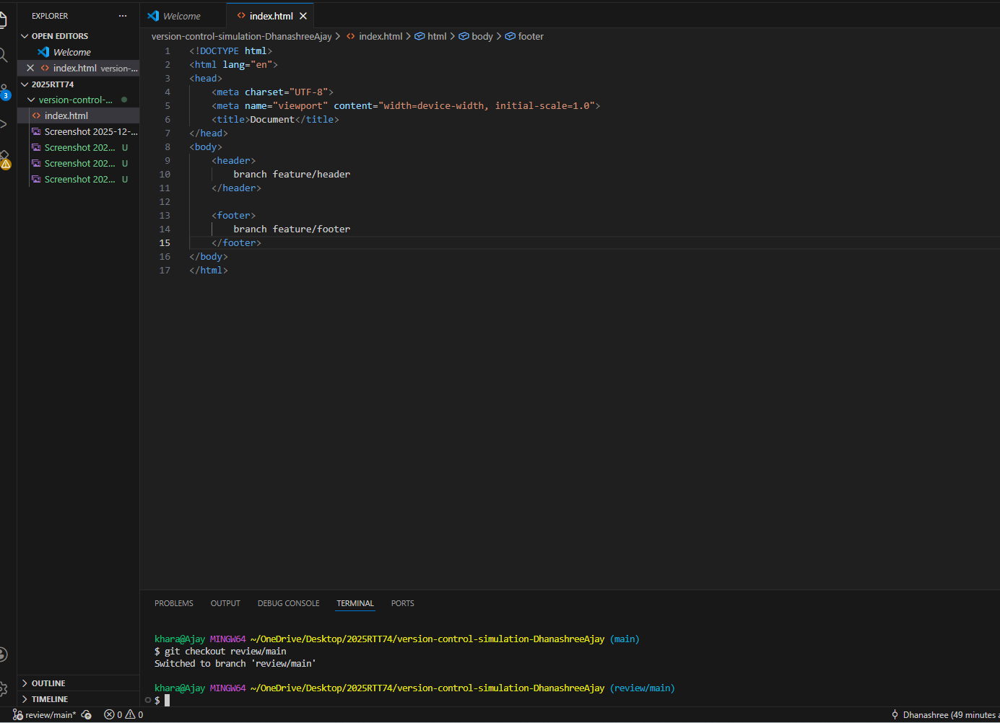 EXPLORER
OPEN EDITORS
Welcome
index.html version-...
2025RTT74
version-control-...
index.html
Screenshot 2025-12-...
Screenshot 202... U
Screenshot 202... U
Screenshot 202... U
OUTLINE
TIMELINE
3
Welcome
index.html
version-control-simulation-DhanashreeAjay > index.html > html > body > footer
1 <!DOCTYPE html>
2 <html lang="en">
3 <head>
4 <meta charset="UTF-8">
5 <meta name="viewport" content="width=device-width, initial-scale=1.0">
6 <title>Document</title>
7 </head>
8 <body>
9 <header>
10 branch feature/header
11 </header>
12
13 <footer>
14 branch feature/footer
15 </footer>
16 </body>
17 </html>
PROBLEMS OUTPUT DEBUG CONSOLE TERMINAL PORTS
khara@Ajay MINGW64 ~/OneDrive/Desktop/2025RTT74/version-control-simulation-DhanashreeAjay (main)
$ git checkout review/main
Switched to branch 'review/main'
khara@Ajay MINGW64 ~/OneDrive/Desktop/2025RTT74/version-control-simulation-DhanashreeAjay (review/main)
$
review/main* 0 0
Dhanashree (49 minutes a